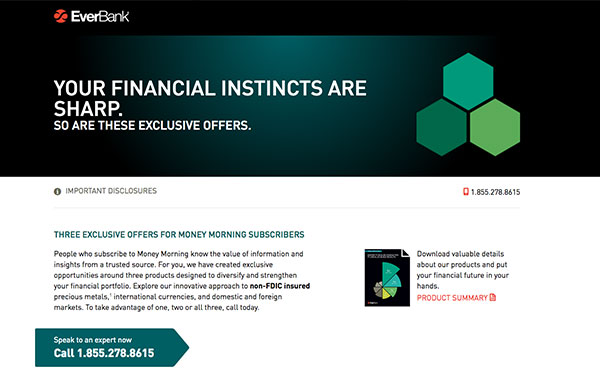 EverBank
YOUR FINANCIAL INSTINCTS ARE
SHARP.
SO ARE THESE EXCLUSIVE OFFERS.
IMPORTANT DISCLOSURES
1.855.278.8615
THREE EXCLUSIVE OFFERS FOR MONEY MORNING SUBSCRIBERS
People who subscribe to Money Morning know the value of information and
insights from a trusted source. For you, we have created exclusive
opportunities around three products designed to diversify and strengthen
your financial portfolio. Explore our innovative approach to non-FDIC insured
precious metals,¹ international currencies, and domestic and foreign
markets. To take advantage of one, two or all three, call today.
Download valuable details
about our products and put
your financial future in your
hands.
PRODUCT SUMMARY
EverBank
Speak to an expert now
Call 1.855.278.8615